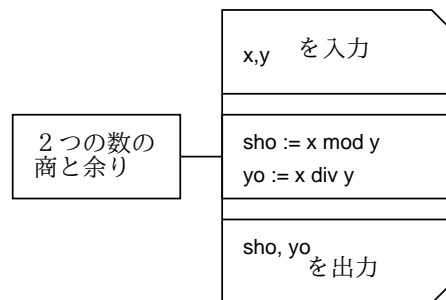 ２つの数の
商と余り
x,y を入力
sho := x mod y
yo := x div y
sho, yo
を出力